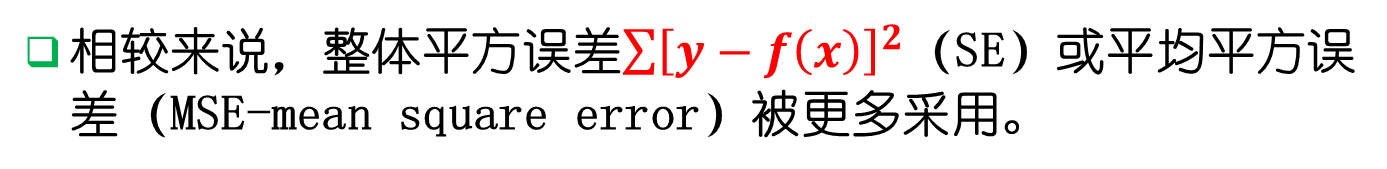 相较来说，整体平方误差∑[y − f(x)]²（SE）或平均平方误
差（MSE-mean square error）被更多采用。